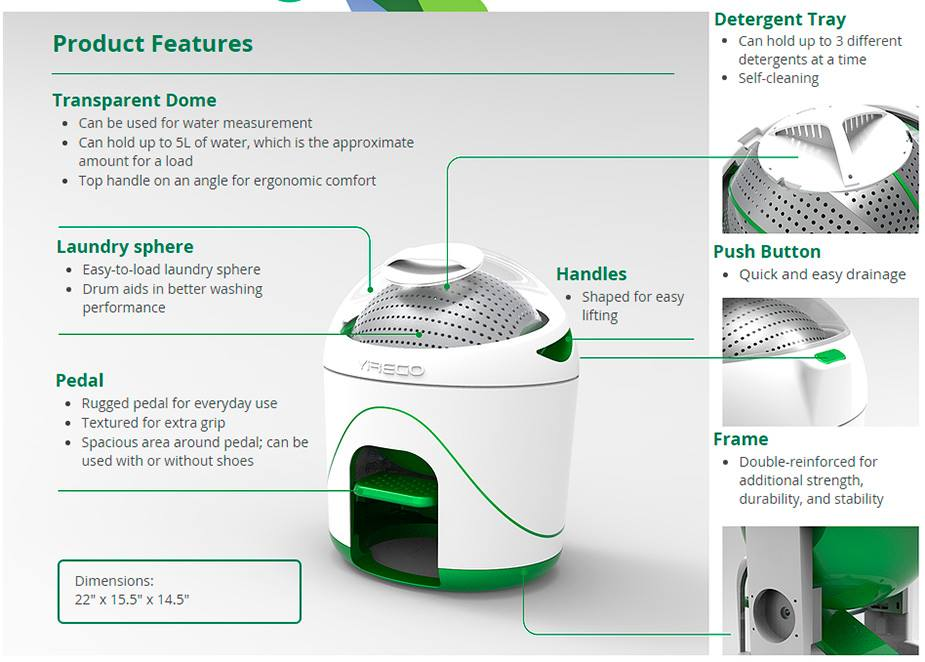 Product Features
Transparent Dome
• Can be used for water measurement
• Can hold up to 5L of water, which is the approximate
amount for a load
• Top handle on an angle for ergonomic comfort
Laundry sphere
• Easy-to-load laundry sphere
• Drum aids in better washing
performance
Pedal
• Rugged pedal for everyday use
• Textured for extra grip
• Spacious area around pedal; can be
used with or without shoes
Dimensions:
22" x 15.5" x 14.5"
YIREGO
Handles
• Shaped for easy
lifting
Detergent Tray
• Can hold up to 3 different
detergents at a time
• Self-cleaning
Push Button
• Quick and easy drainage
Frame
• Double-reinforced for
additional strength,
durability, and stability